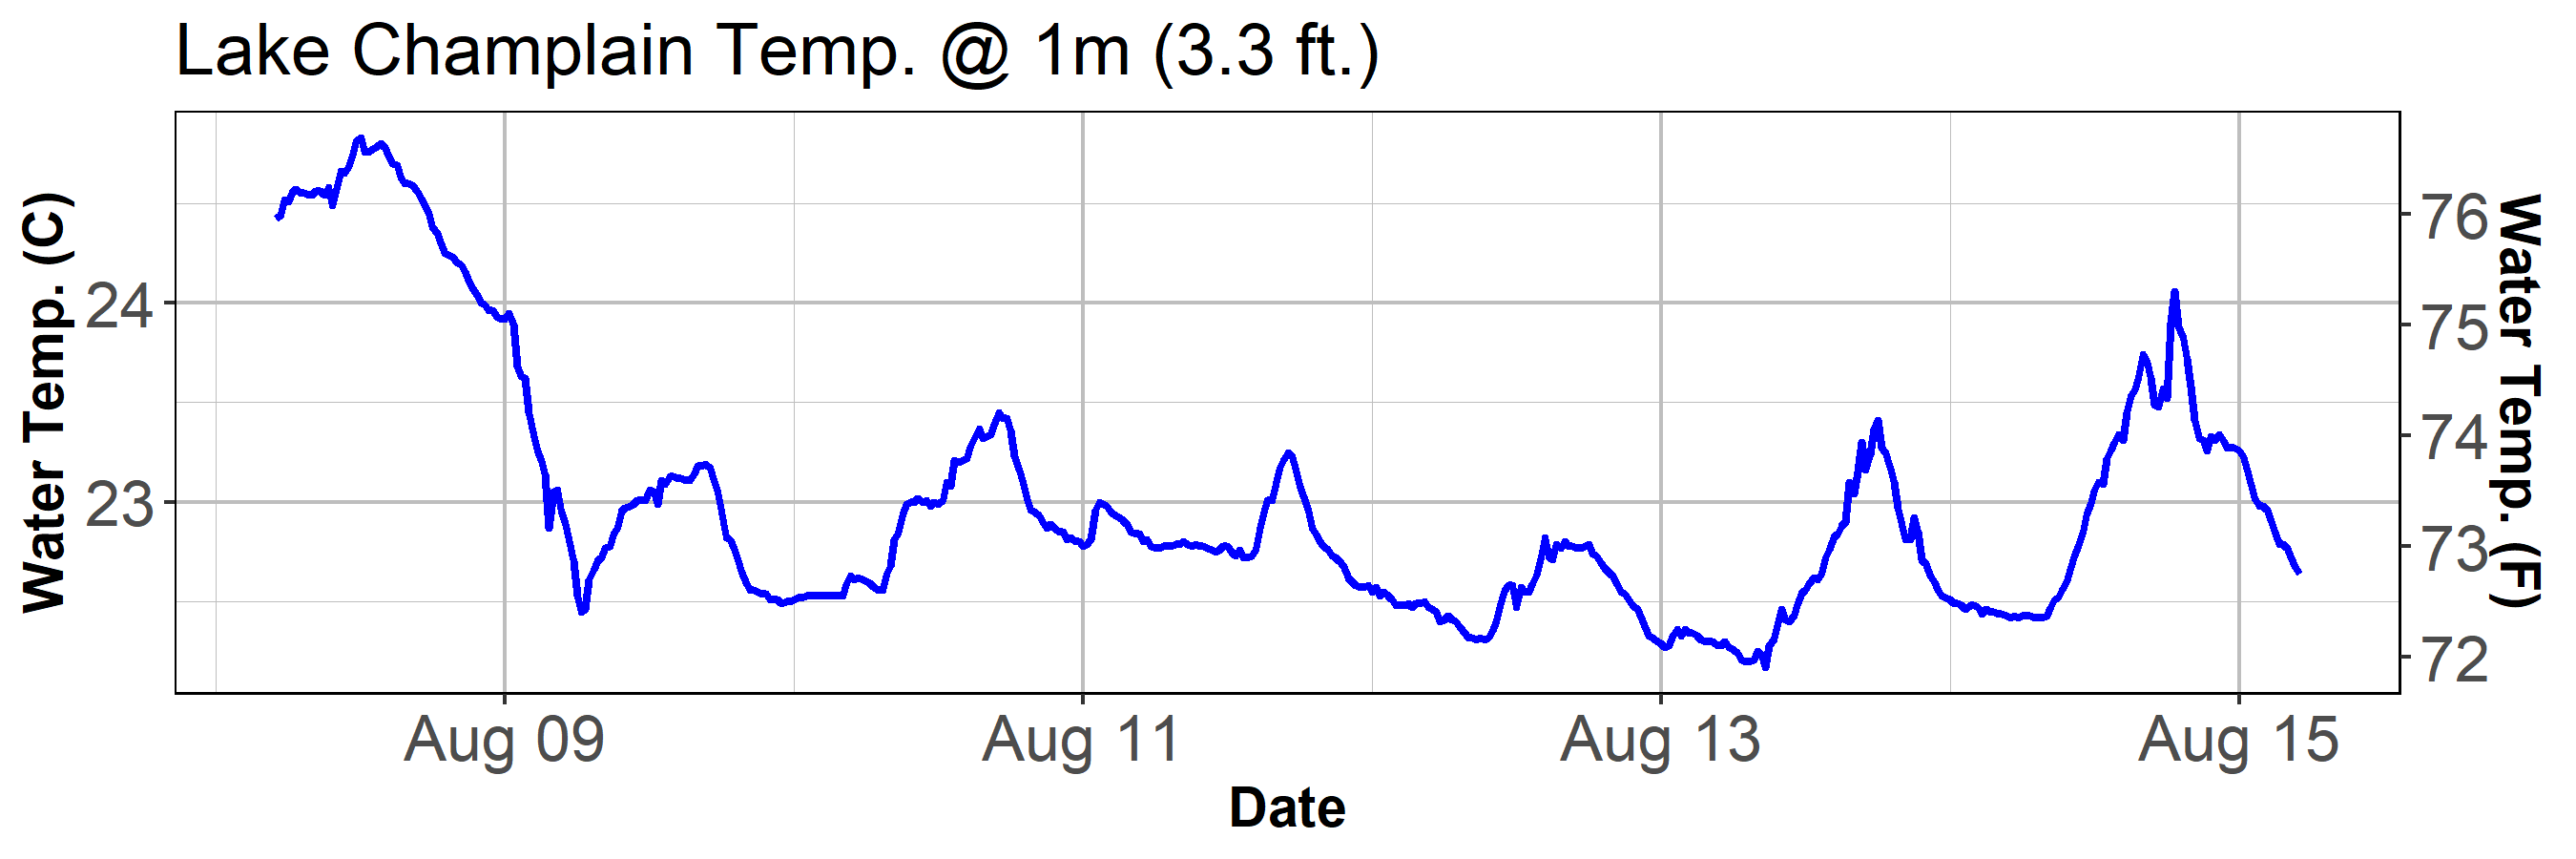 Lake Champlain Temp. @ 1m (3.3 ft.)
Water Temp. (C)
24
23
76
75
74
73
72
Water Temp. (F)
Aug 09
Aug 11
Aug 13
Aug 15
Date